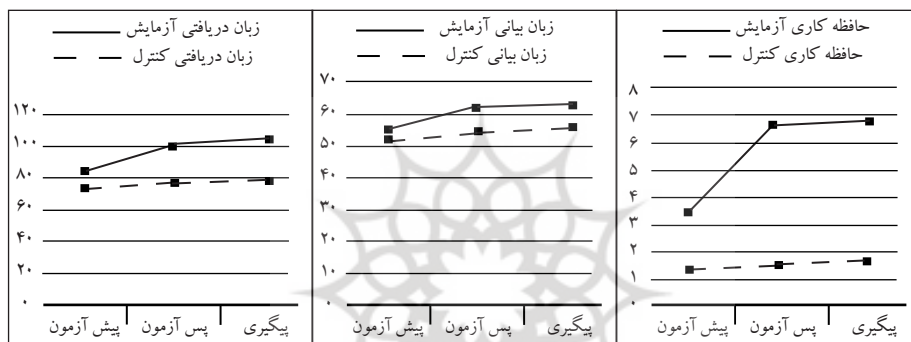 حافظه کاری آزمایش
حافظه کاری کنترل
۸
۷
۶
۵
۴
۳
۲
۱
۰
پیش آزمون پس آزمون پیگیری
زبان بیانی آزمایش
زبان بیانی کنترل
۷۰
۶۰
۵۰
۴۰
۳۰
۲۰
۱۰
۰
پیش آزمون پس آزمون پیگیری
زبان دریافتی آزمایش
زبان دریافتی کنترل
۱۲۰
۱۰۰
۸۰
۶۰
۴۰
۲۰
۰
پیش آزمون پس آزمون پیگیری